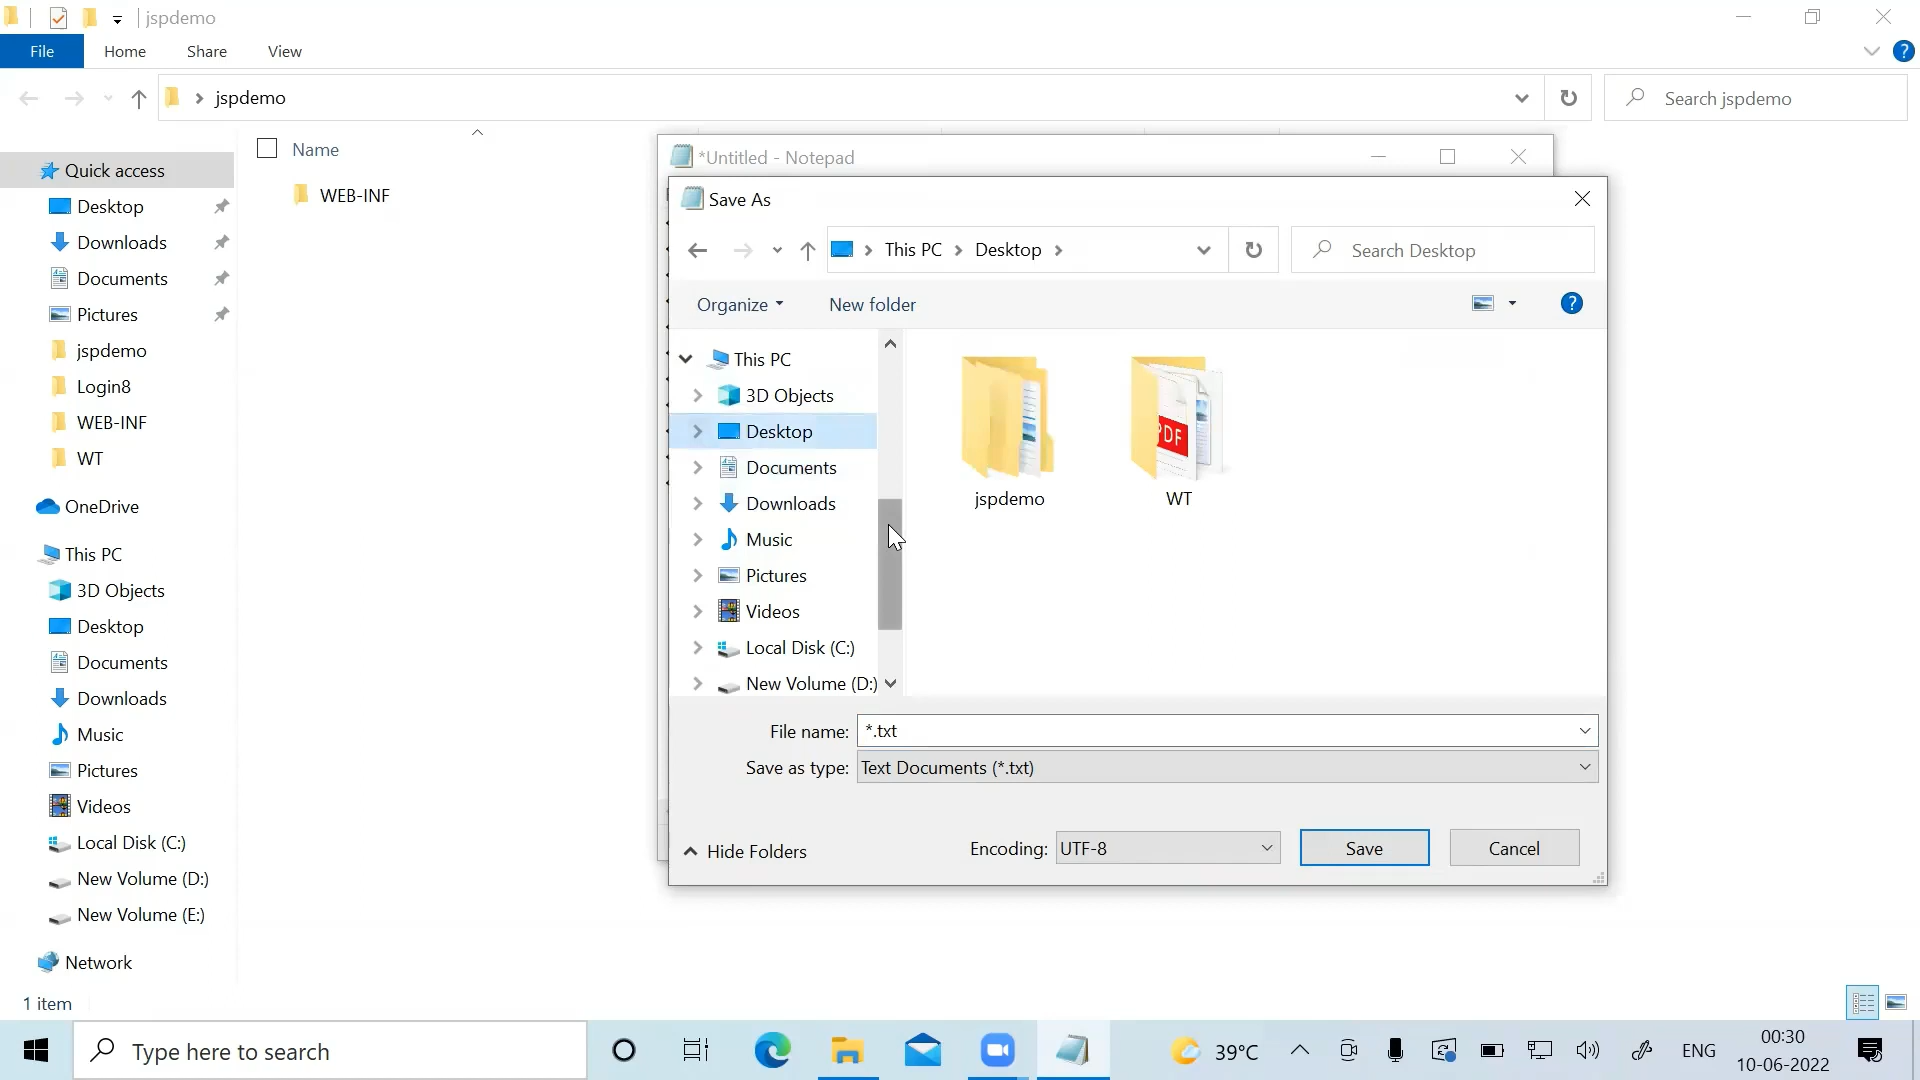 jspdemo
File Home Share View
jspdemo
Search jspdemo
Name
WEB-INF
Quick access
Desktop
Downloads
Documents
Pictures
jspdemo
Login8
WEB-INF
WT
OneDrive
This PC
3D Objects
Desktop
Documents
Downloads
Music
Pictures
Videos
Local Disk (C:)
New Volume (D:)
New Volume (E:)
Network
1 item
*Untitled - Notepad
Save As
This PC Desktop
Search Desktop
Organize New folder
This PC
3D Objects
Desktop
Documents
Downloads
Music
Pictures
Videos
Local Disk (C:)
New Volume (D:)
jspdemo
PDF
WT
File name: *.txt
Save as type: Text Documents (*.txt)
Hide Folders Encoding: UTF-8 Save Cancel
Type here to search
39°C
ENG
00:30
10-06-2022